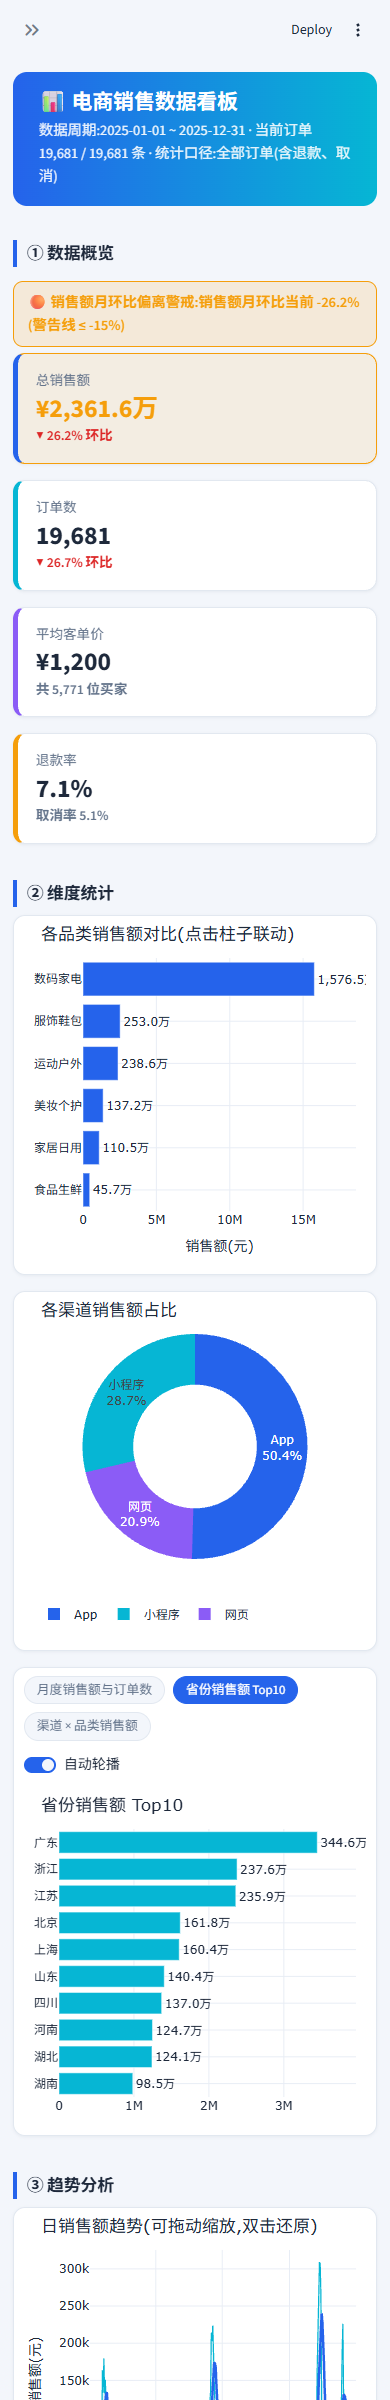 Deploy
电商销售数据看板
数据周期:2025-01-01 ~ 2025-12-31 · 当前订单
19,681 / 19,681 条 · 统计口径:全部订单(含退款、取
消)
① 数据概览
销售额月环比偏离警戒:销售额月环比当前 -26.2%
(警告线 ≤ -15%)
总销售额
¥2,361.6万
▼ 26.2% 环比
订单数
19,681
▼ 26.7% 环比
平均客单价
¥1,200
共 5,771 位买家
退款率
7.1%
取消率 5.1%
② 维度统计
各品类销售额对比(点击柱子联动)
数码家电 1,576.5
服饰鞋包 253.0万
运动户外 238.6万
美妆个护 137.2万
家居日用 110.5万
食品生鲜 45.7万
0 5M 10M 15M
销售额(元)
各渠道销售额占比
小程序
28.7%
App
50.4%
网页
20.9%
App 小程序 网页
月度销售额与订单数 省份销售额 Top10
渠道 × 品类销售额
自动轮播
省份销售额 Top10
广东 344.6万
浙江 237.6万
江苏 235.9万
北京 161.8万
上海 160.4万
山东 140.4万
四川 137.0万
河南 124.7万
湖北 124.1万
湖南 98.5万
0 1M 2M 3M
③ 趋势分析
日销售额趋势(可拖动缩放,双击还原)
300k
250k
200k
150k
销售额(元)